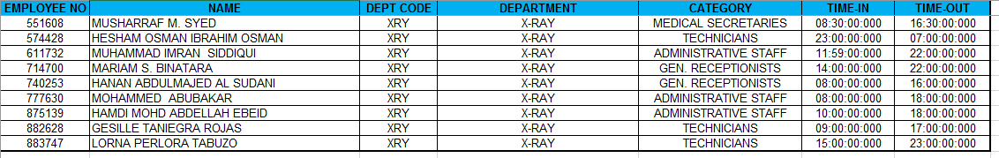 EMPLOYEE NO NAME DEPT CODE DEPARTMENT CATEGORY TIME-IN TIME-OUT
551608 MUSHARRAF M. SYED XRY X-RAY MEDICAL SECRETARIES 08:30:00:000 16:30:00:000
574428 HESHAM OSMAN IBRAHIM OSMAN XRY X-RAY TECHNICIANS 23:00:00:000 07:00:00:000
611732 MUHAMMAD IMRAN SIDDIQUI XRY X-RAY ADMINISTRATIVE STAFF 11:59:00:000 22:00:00:000
714700 MARIAM S. BINATARA XRY X-RAY GEN. RECEPTIONISTS 14:00:00:000 22:00:00:000
740253 HANAN ABDULMAJED AL SUDANI XRY X-RAY GEN. RECEPTIONISTS 08:00:00:000 16:00:00:000
777630 MOHAMMED ABUBAKAR XRY X-RAY ADMINISTRATIVE STAFF 08:00:00:000 18:00:00:000
875139 HAMDI MOHD ABDELLAH EBEID XRY X-RAY ADMINISTRATIVE STAFF 10:00:00:000 18:00:00:000
882628 GESILLE TANIEGRA ROJAS XRY X-RAY TECHNICIANS 09:00:00:000 17:00:00:000
883747 LORNA PERLORA TABUZO XRY X-RAY TECHNICIANS 15:00:00:000 23:00:00:000